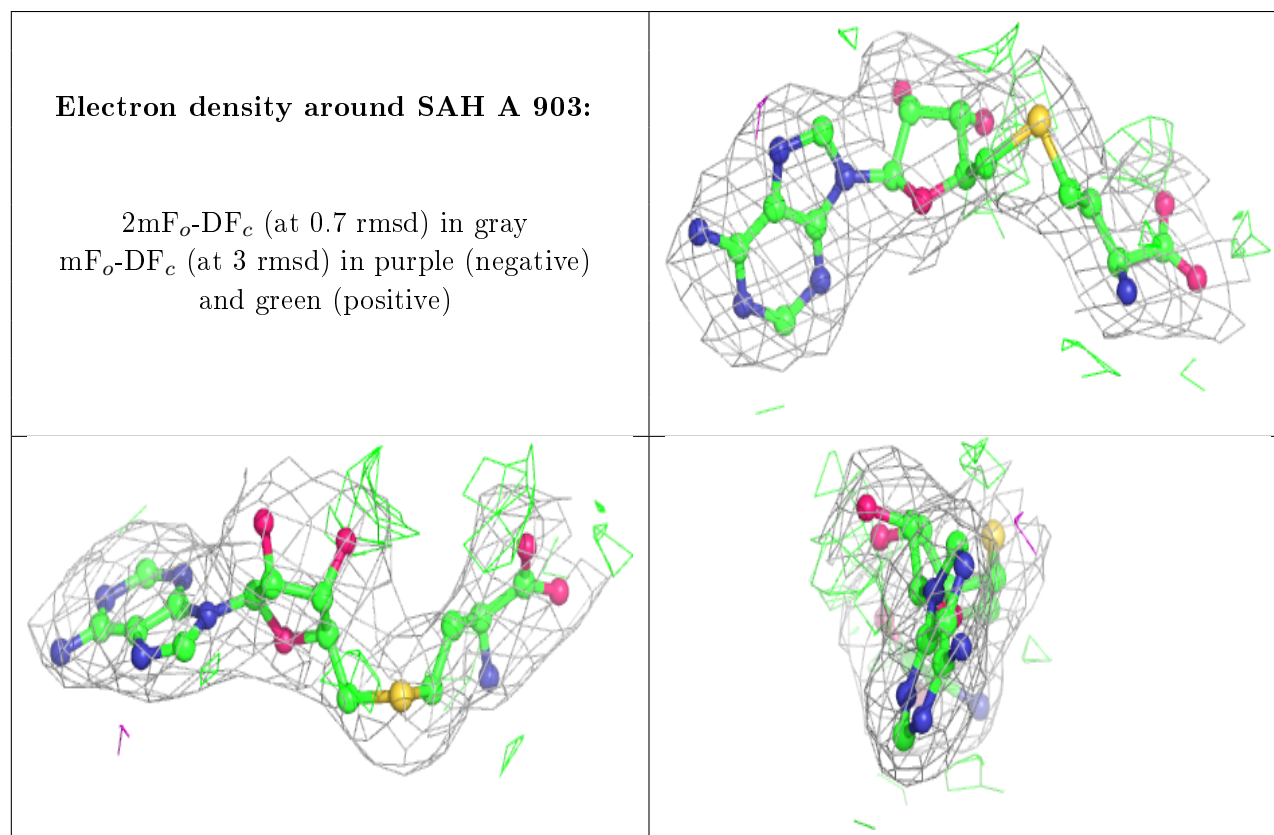 Electron density around SAH A 903:
2mFo-DFc (at 0.7 rmsd) in gray
mFo-DFc (at 3 rmsd) in purple (negative)
and green (positive)